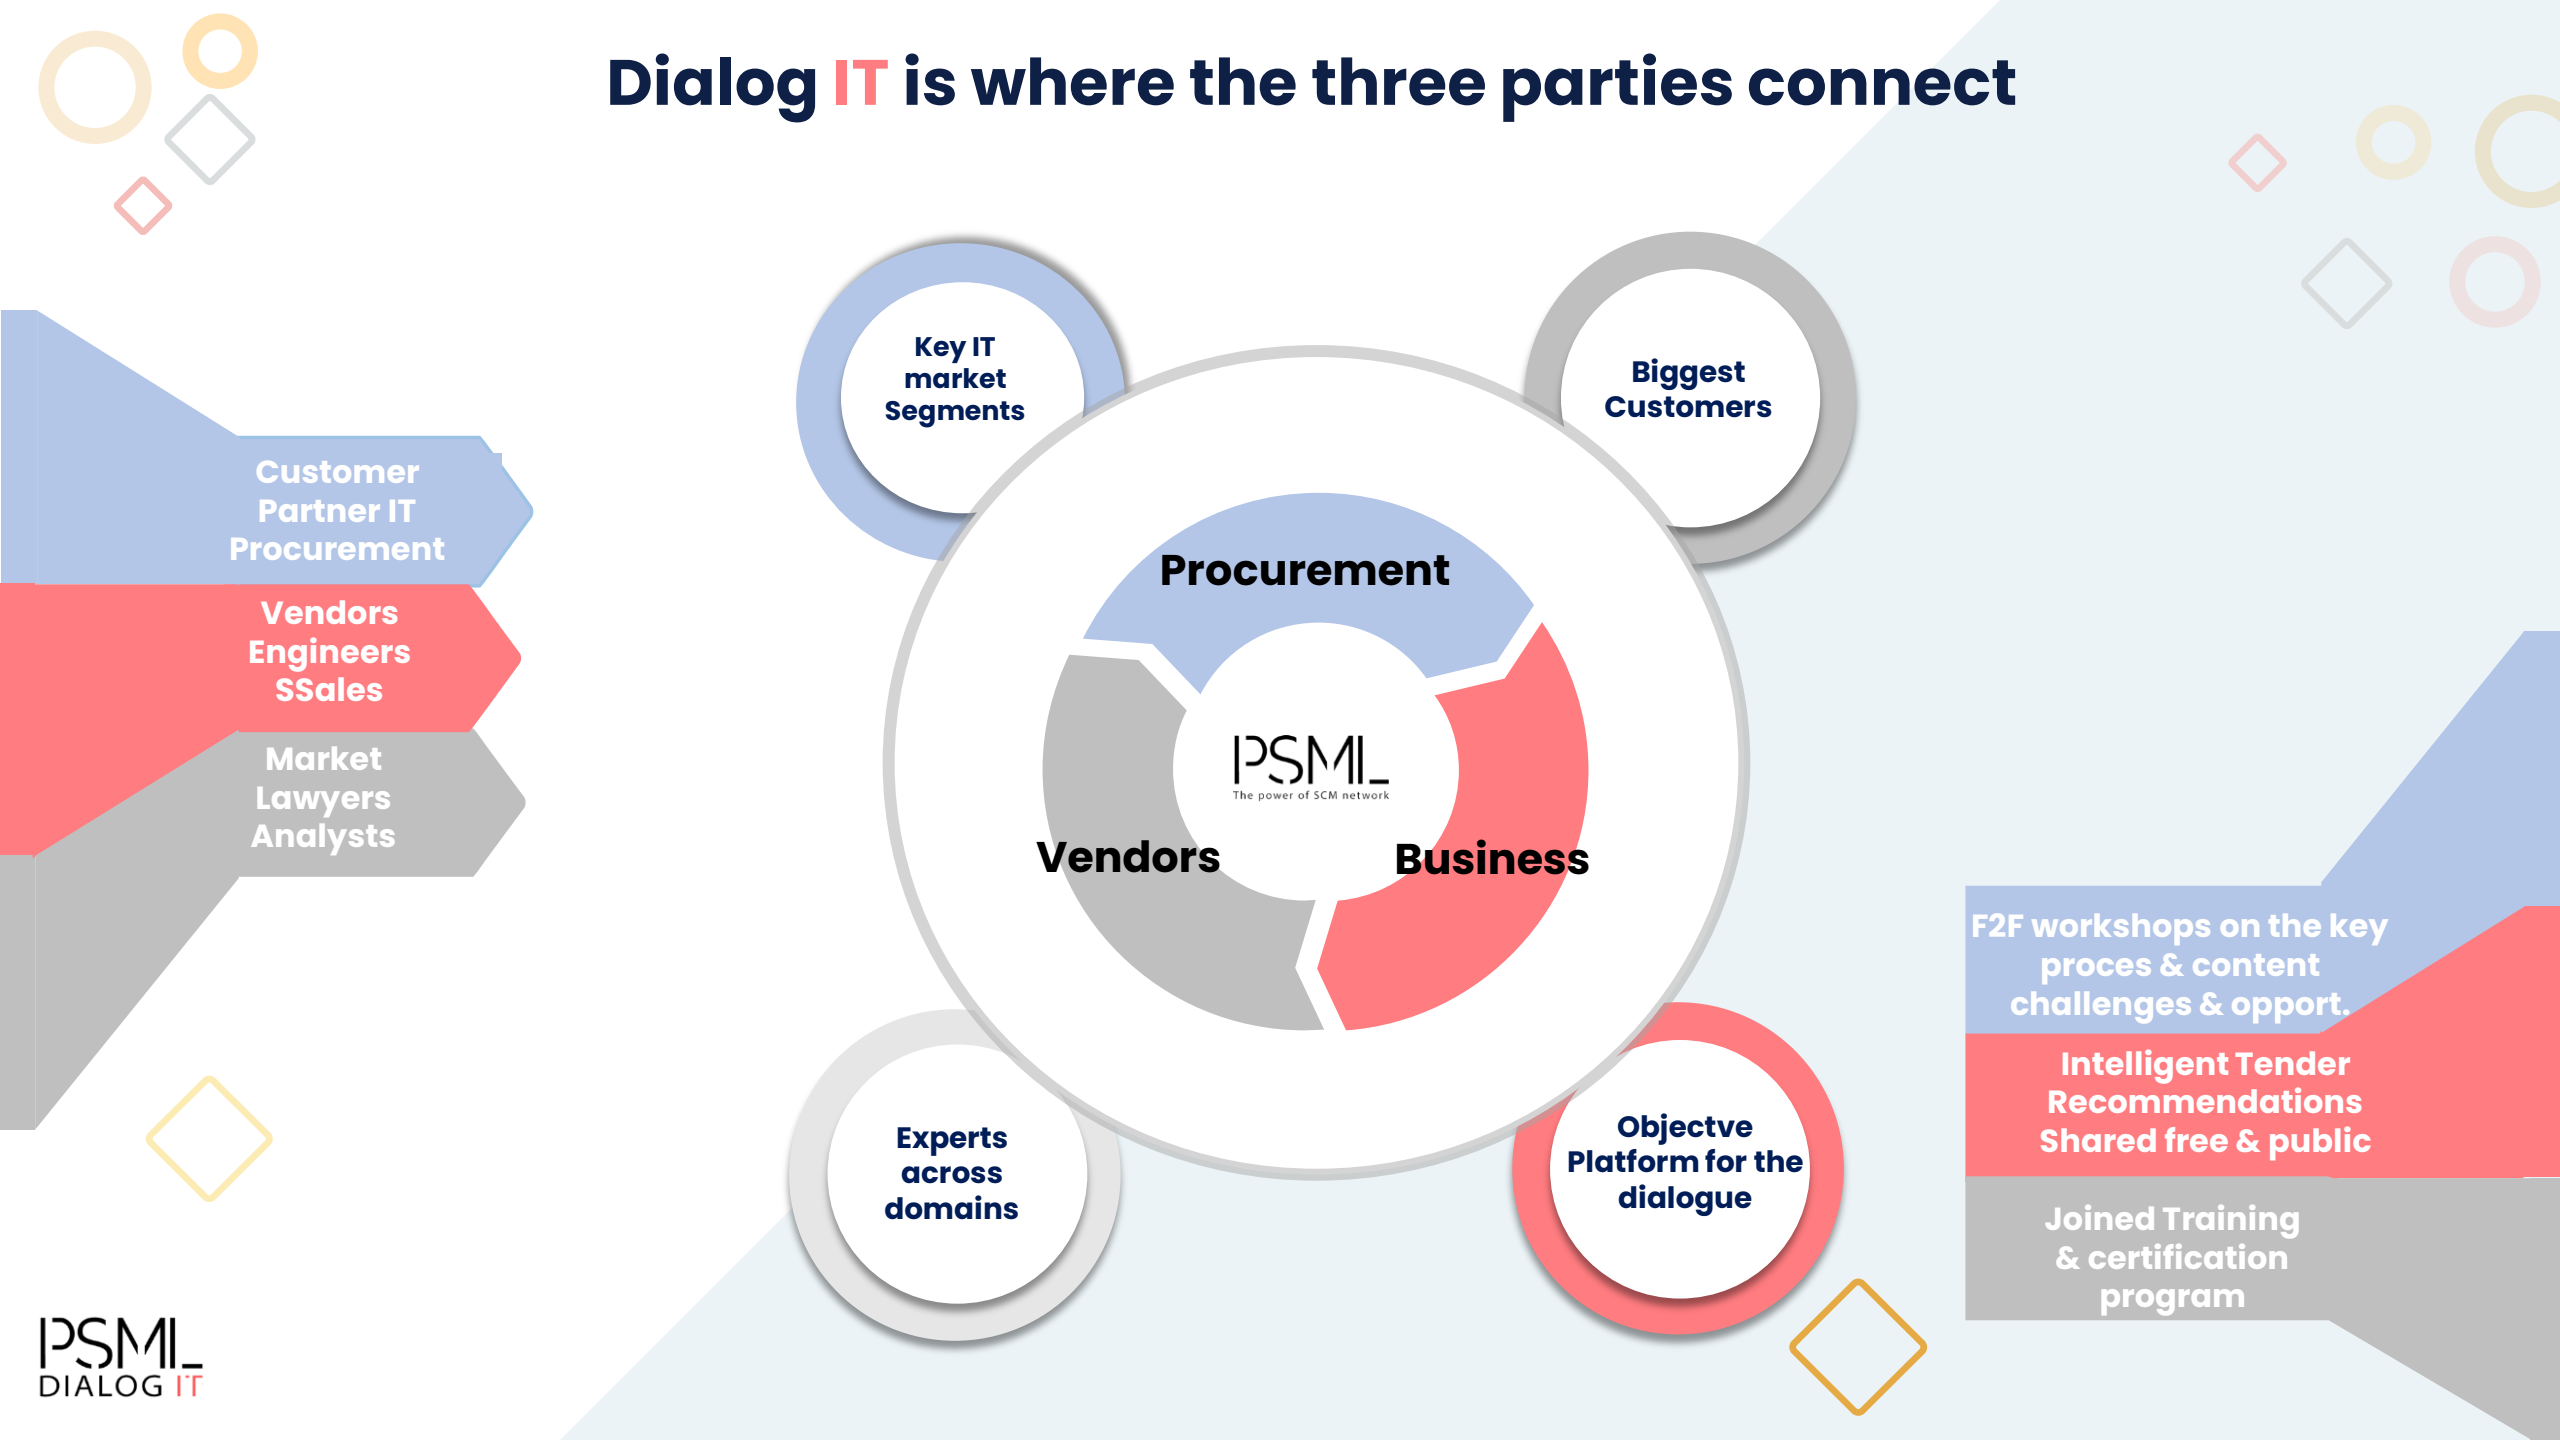 Dialog IT is where the three parties connect
Key IT
market
Segments
Biggest
Customers
Customer
Partner IT
Procurement
Vendors
Engineers
SSales
Market
Lawyers
Analysts
Procurement
PSML
The power of SCM network
Vendors
Business
F2F workshops on the key
proces & content
challenges & opport.
Intelligent Tender
Recommendations
Shared free & public
Joined Training
& certification
program
Experts
across
domains
Objectve
Platform for the
dialogue
PSML
DIALOG IT